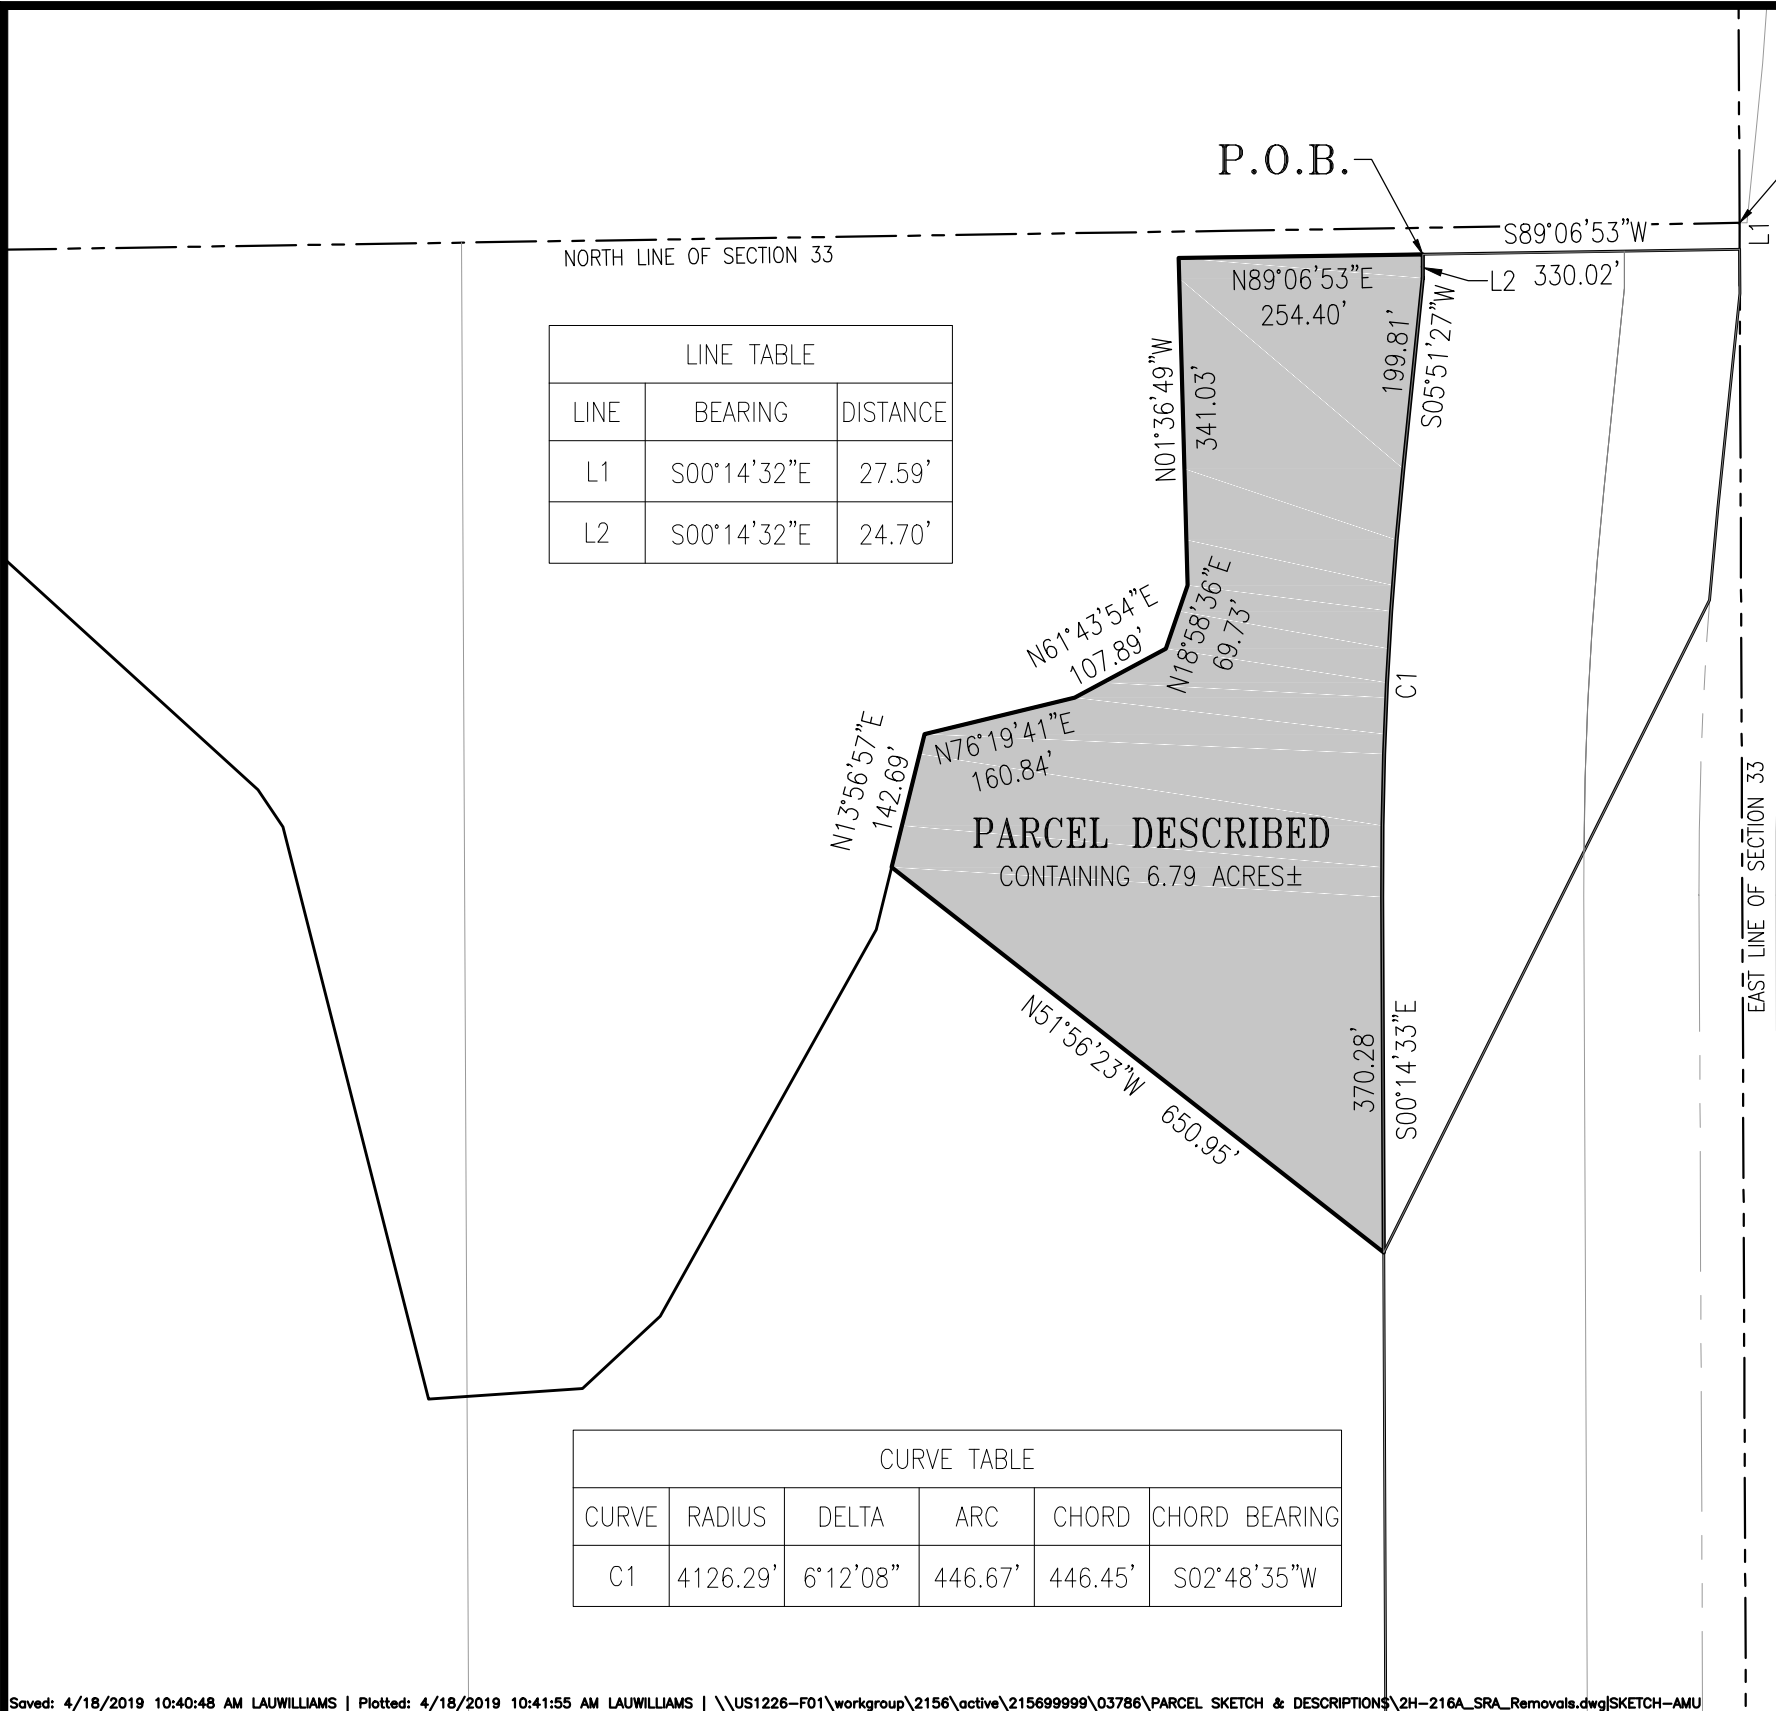 P.O.B.
S89°06'53"W
L1
NORTH LINE OF SECTION 33
N89°06'53"E
254.40'
L2 330.02'
199.81'
S05°51'27"W
N01°36'49"W
341.03'
LINE TABLE
LINE BEARING DISTANCE
L1 S00°14'32"E 27.59'
L2 S00°14'32"E 24.70'
N61°43'54"E
107.89'
N18°58'36"E
69.73'
C1
N13°56'57"E
142.69'
N76°19'41"E
160.84'
PARCEL DESCRIBED
CONTAINING 6.79 ACRES±
EAST LINE OF SECTION 33
N51°56'23"W 650.95'
370.28'
S00°14'33"E
CURVE TABLE
CURVE RADIUS DELTA ARC CHORD CHORD BEARING
C1 4126.29' 6°12'08" 446.67' 446.45' S02°48'35"W
Saved: 4/18/2019 10:40:48 AM LAUWILLIAMS | Plotted: 4/18/2019 10:41:55 AM LAUWILLIAMS | \\US1226-F01\workgroup\2156\active\215699999\03786\PARCEL SKETCH & DESCRIPTIONS\2H-216A_SRA_Removals.dwg|SKETCH-AMU